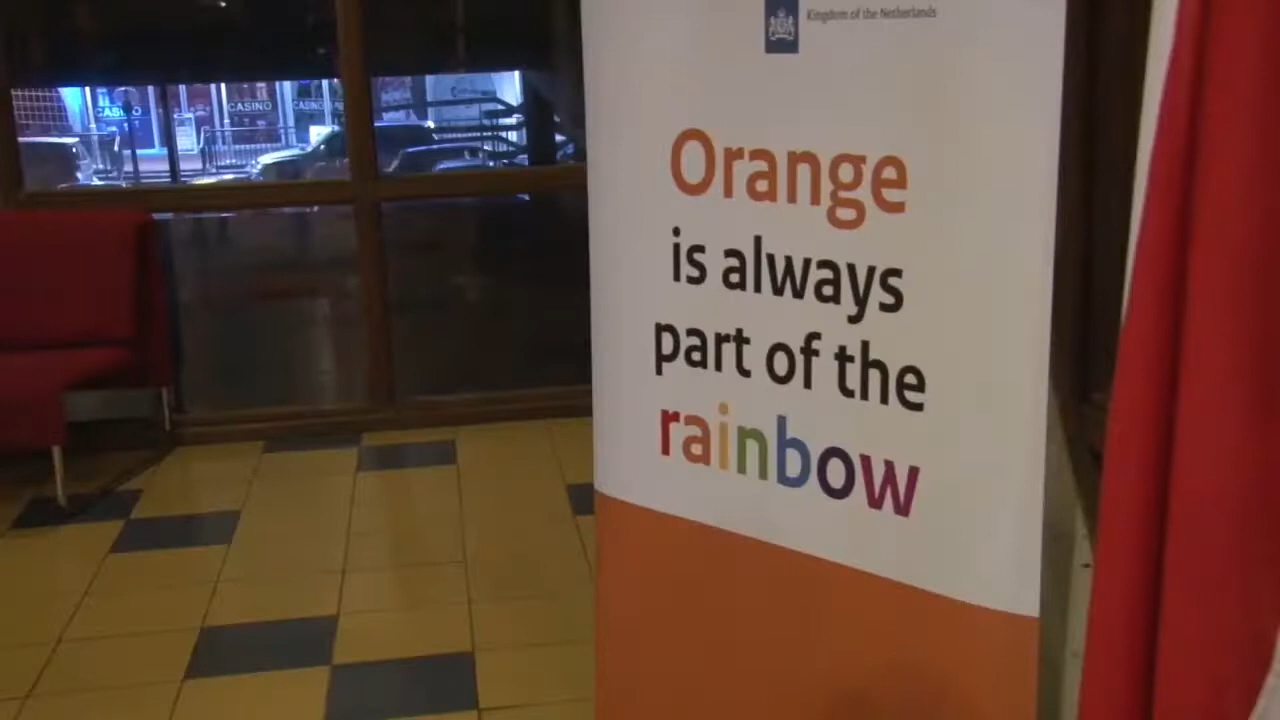 Kingdom of the Netherlands
Orange
is always
part of the
rainbow
CASINO
CASINO
CASINO